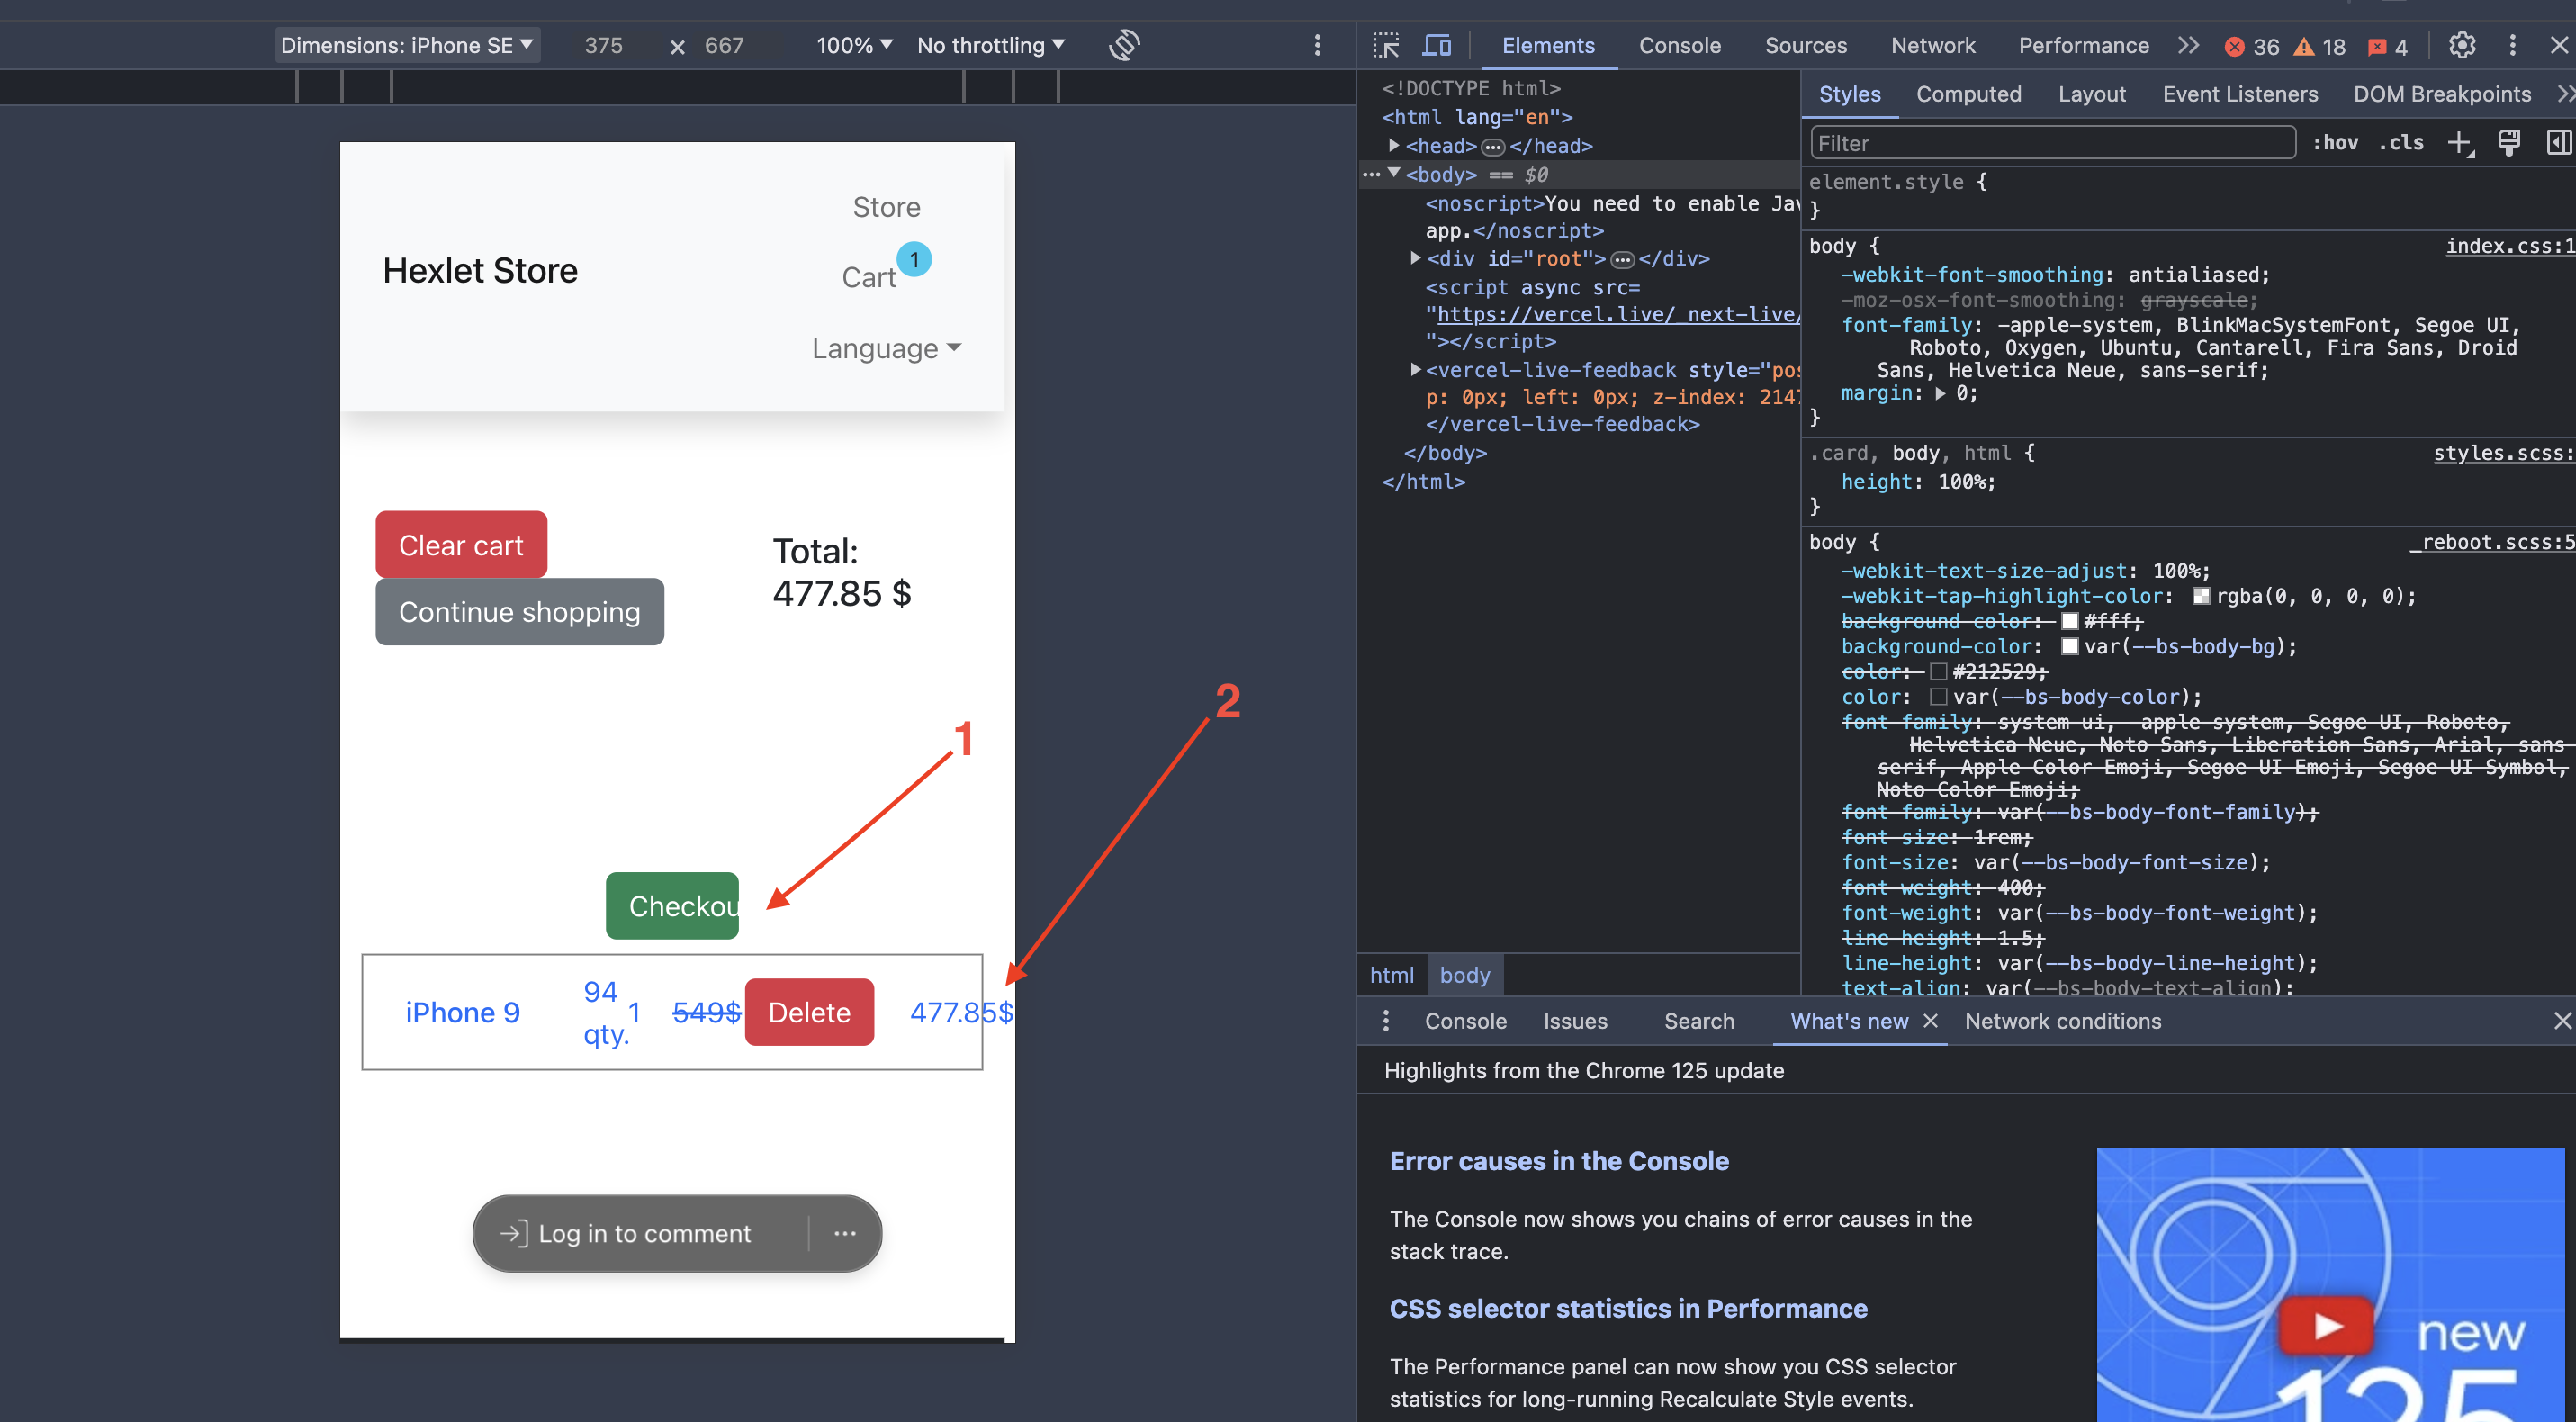 Dimensions: iPhone SE 375 × 667 100% No throttling
Elements Console Sources Network Performance 36 18 4
Store
Hexlet Store
1
Cart
Language
Clear cart
Continue shopping
Total:
477.85 $
1
2
Checkou
iPhone 9
94
qty.
1
549$
Delete
477.85$
Log in to comment
<!DOCTYPE html>
<html lang="en">
<head> </head>
<body> == $0
<noscript>You need to enable Jav
app.</noscript>
<div id="root"> </div>
<script async src=
"https://vercel.live/_next-live/
"></script>
<vercel-live-feedback style="pos
p: 0px; left: 0px; z-index: 2147
</vercel-live-feedback>
</body>
</html>
html body
Styles Computed Layout Event Listeners DOM Breakpoints
Filter :hov .cls
element.style {
}
body { index.css:1
-webkit-font-smoothing: antialiased;
-moz-osx-font-smoothing: grayscale;
font-family: -apple-system, BlinkMacSystemFont, Segoe UI,
Roboto, Oxygen, Ubuntu, Cantarell, Fira Sans, Droid
Sans, Helvetica Neue, sans-serif;
margin: 0;
}
.card, body, html { styles.scss:
height: 100%;
}
body { _reboot.scss:5
-webkit-text-size-adjust: 100%;
-webkit-tap-highlight-color: rgba(0, 0, 0, 0);
background-color: #fff;
background-color: var(--bs-body-bg);
color: #212529;
color: var(--bs-body-color);
font-family: system-ui, -apple-system, Segoe UI, Roboto,
Helvetica Neue, Noto Sans, Liberation Sans, Arial, sans-
serif, Apple Color Emoji, Segoe UI Emoji, Segoe UI Symbol,
Noto Color Emoji;
font-family: var(--bs-body-font-family);
font-size: 1rem;
font-size: var(--bs-body-font-size);
font-weight: 400;
font-weight: var(--bs-body-font-weight);
line-height: 1.5;
line-height: var(--bs-body-line-height);
text-align: var(--bs-body-text-align);
Console Issues Search What's new Network conditions
Highlights from the Chrome 125 update
Error causes in the Console
The Console now shows you chains of error causes in the
stack trace.
CSS selector statistics in Performance
The Performance panel can now show you CSS selector
statistics for long-running Recalculate Style events.
new
125